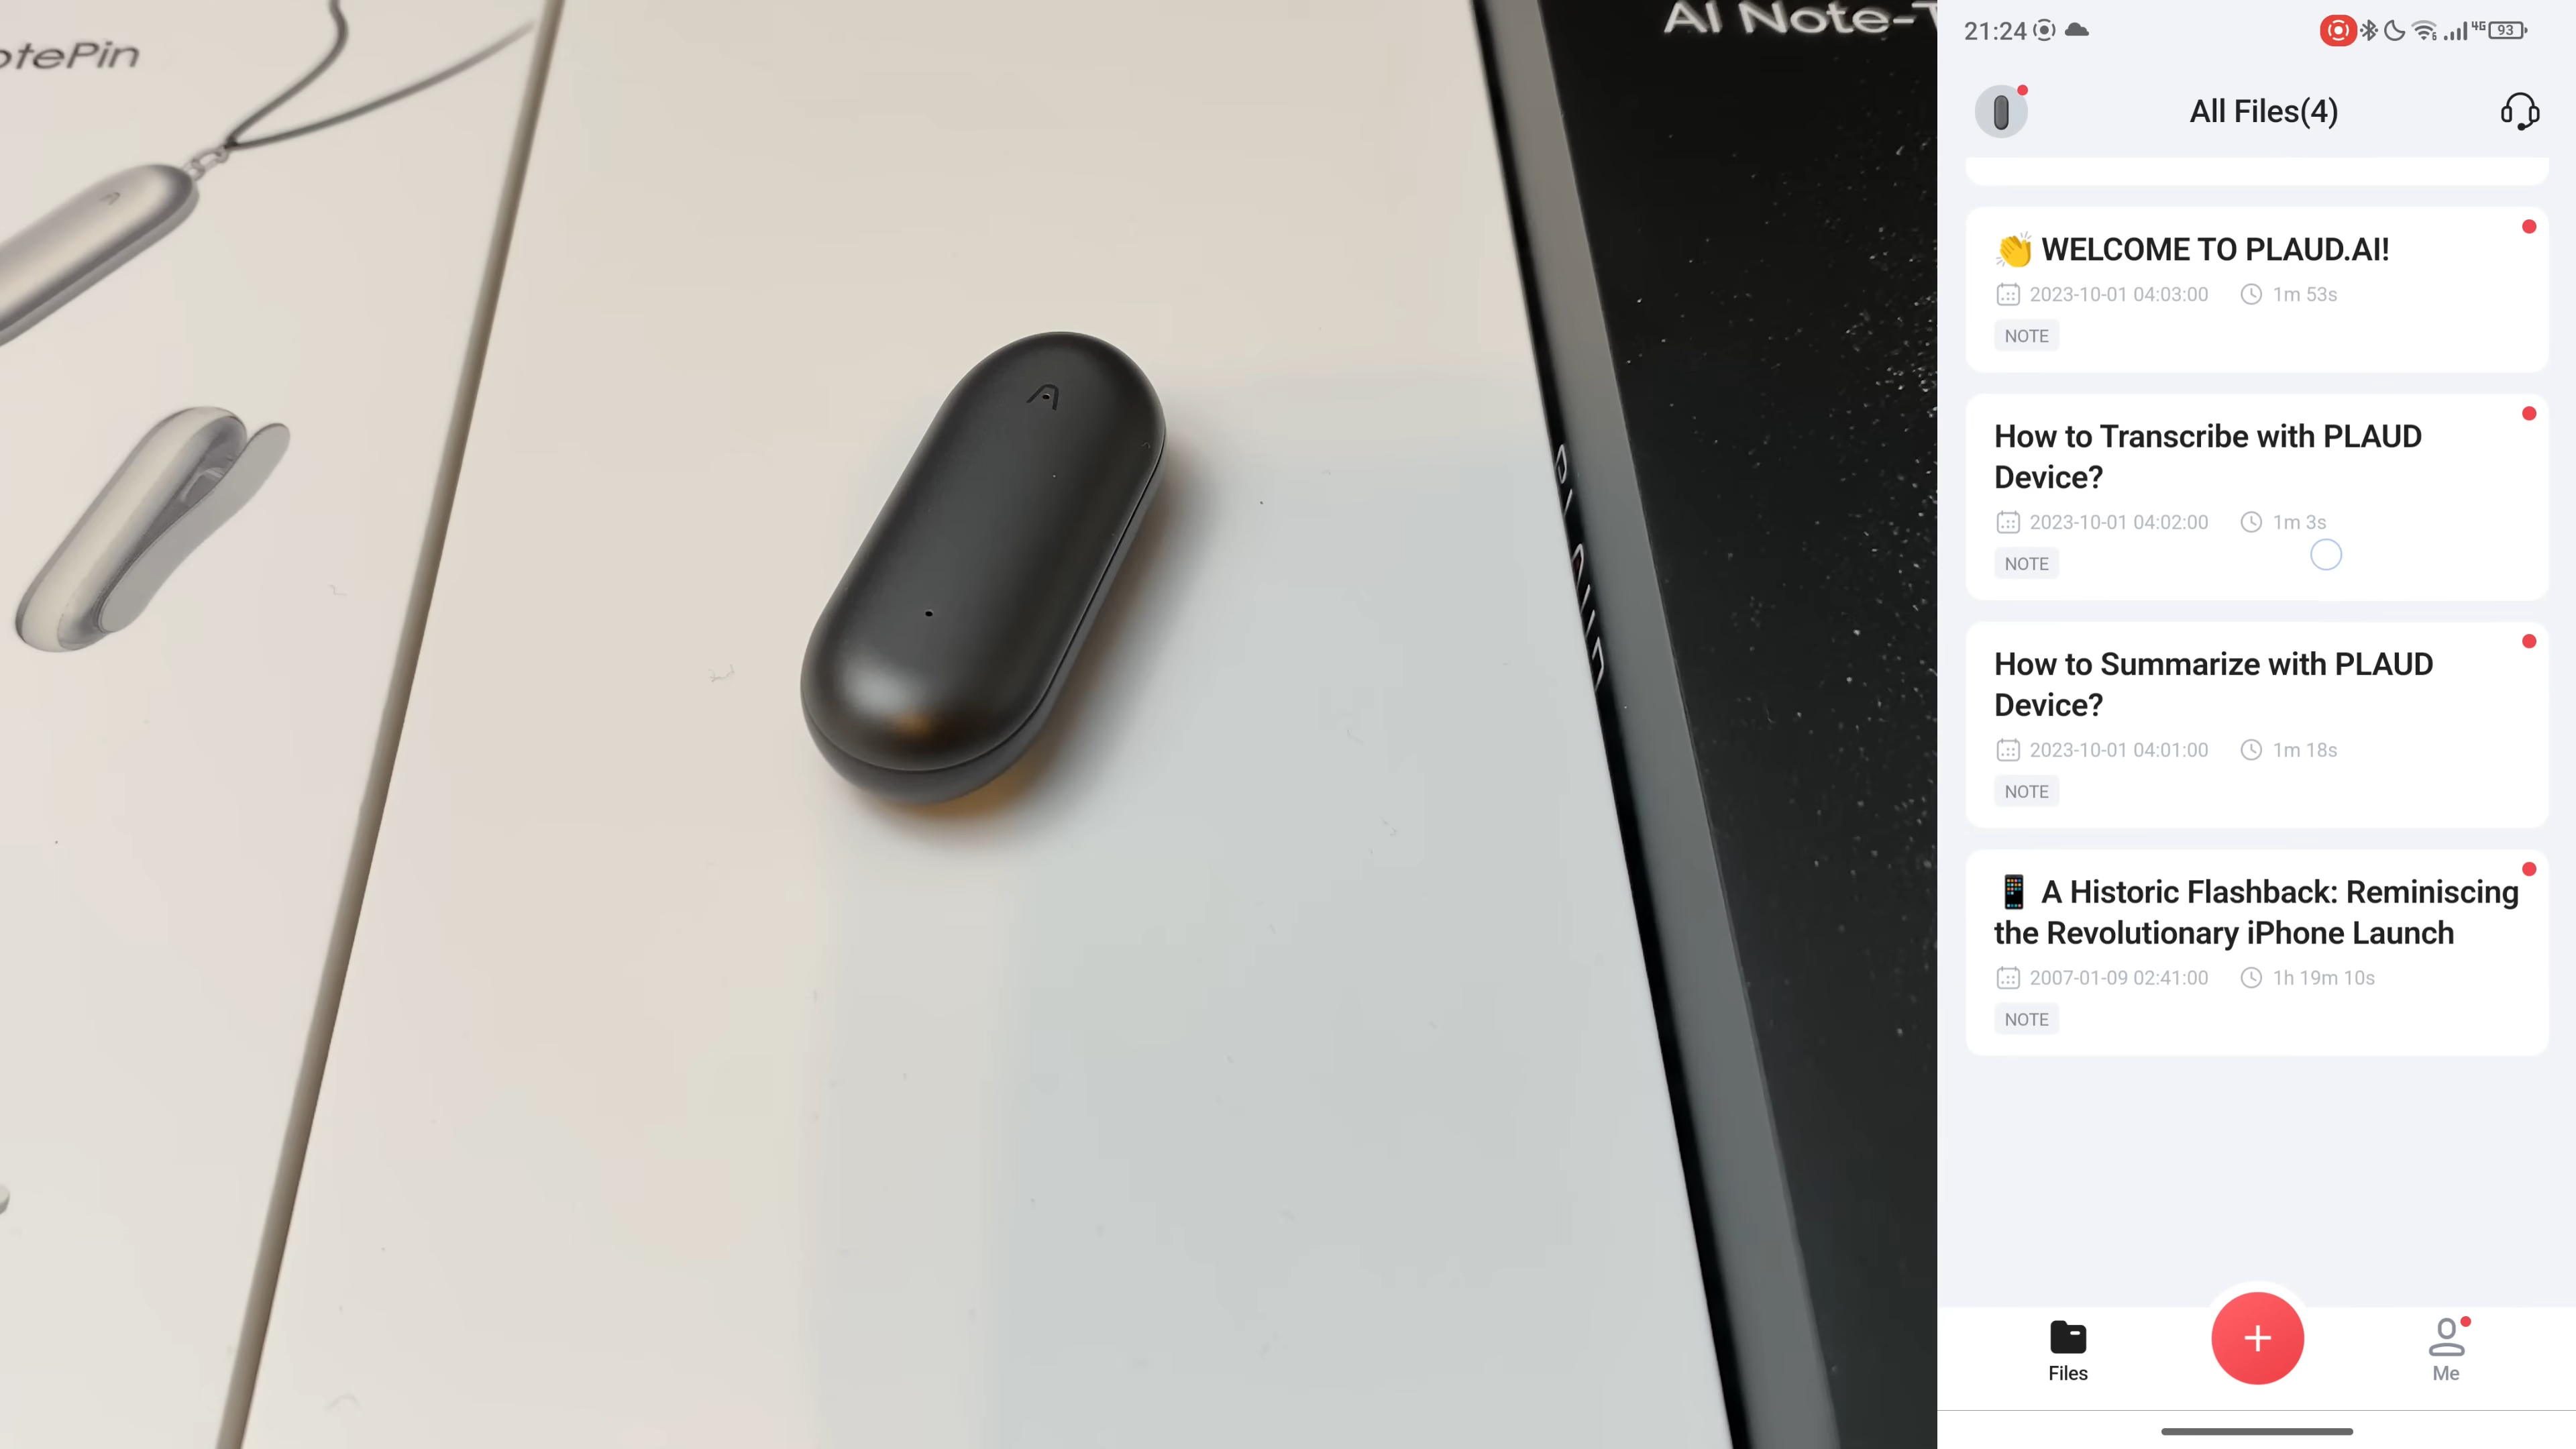 otePin
AI Note-
PLAUD
21:24
4G
93
All Files(4)
👏 WELCOME TO PLAUD.AI!
2023-10-01 04:03:00 1m 53s
NOTE
How to Transcribe with PLAUD
Device?
2023-10-01 04:02:00 1m 3s
NOTE
How to Summarize with PLAUD
Device?
2023-10-01 04:01:00 1m 18s
NOTE
📱 A Historic Flashback: Reminiscing
the Revolutionary iPhone Launch
2007-01-09 02:41:00 1h 19m 10s
NOTE
+
Files
Me